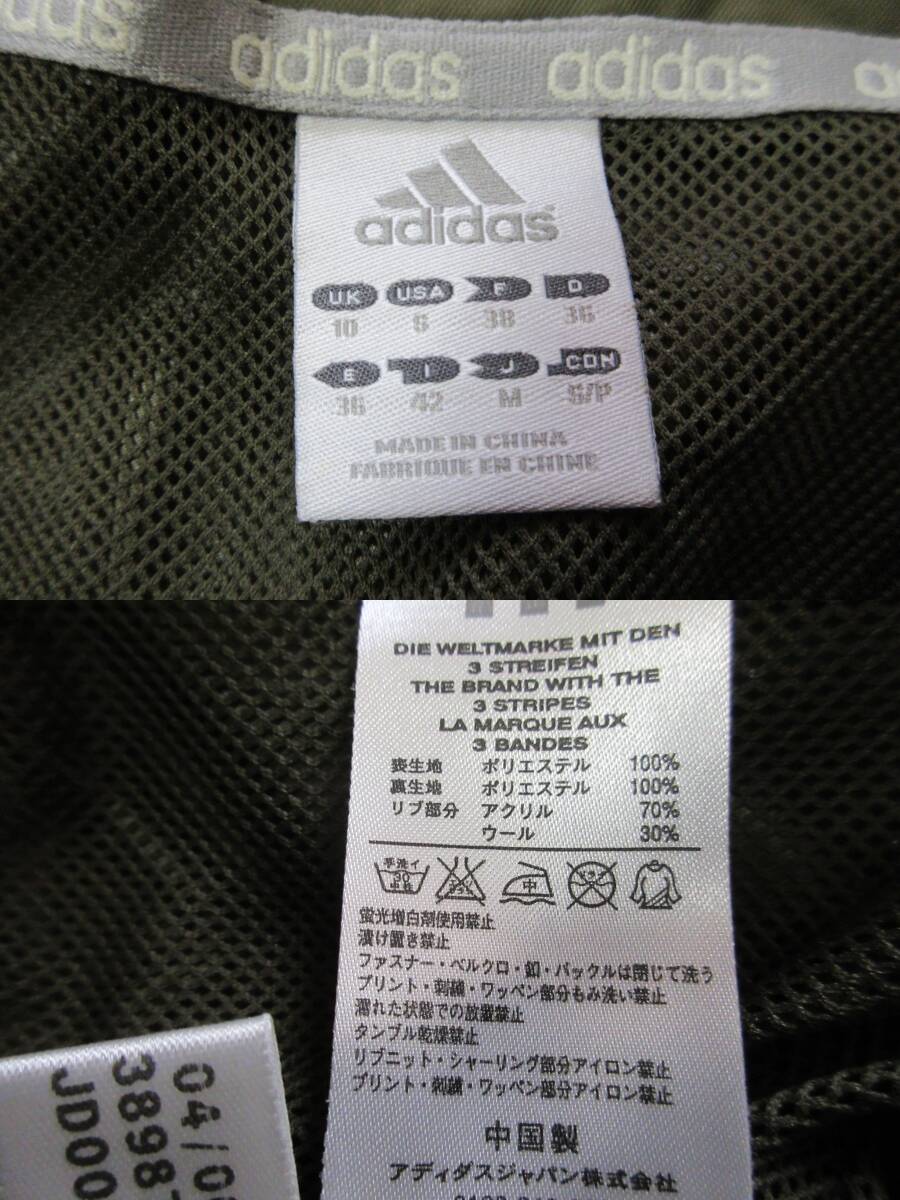 adidas adidas
adidas
UK USA F D
10 S 38 36
E I J CON
36 42 M S/P
MADE IN CHINA
FABRIQUE EN CHINE
DIE WELTMARKE MIT DEN
3 STREIFEN
THE BRAND WITH THE
3 STRIPES
LA MARQUE AUX
3 BANDES
表生地 ポリエステル 100%
裏生地 ポリエステル 100%
リブ部分 アクリル 70%
ウール 30%
手洗イ
30
中性
中
蛍光増白剤使用禁止
漬け置き禁止
ファスナー・ベルクロ・釦・バックルは閉じて洗う
プリント・刺繍・ワッペン部分もみ洗い禁止
濡れた状態での放置禁止
タンブル乾燥禁止
リブニット・シャーリング部分アイロン禁止
プリント・刺繍・ワッペン部分アイロン禁止
中国製
アディダスジャパン株式会社
04/0
3898
JD00